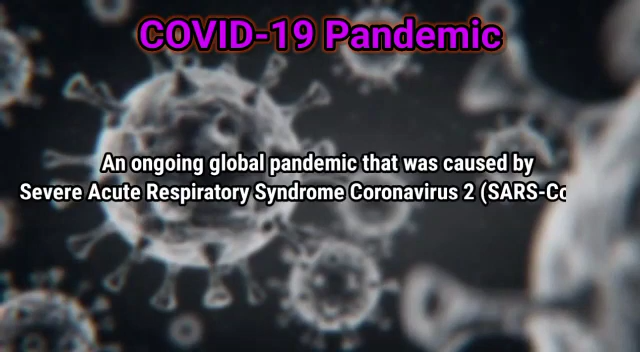 COVID-19 Pandemic
An ongoing global pandemic that was caused by
Severe Acute Respiratory Syndrome Coronavirus 2 (SARS-Co